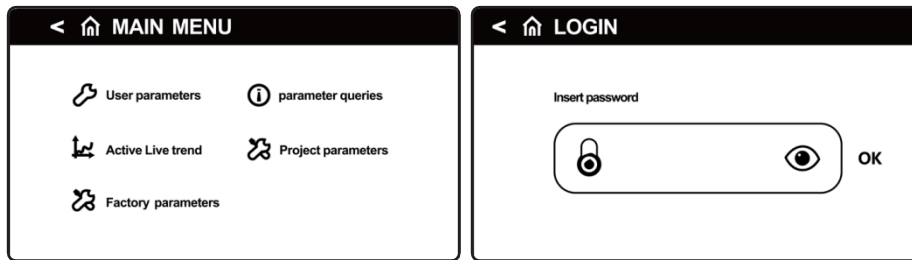 < MAIN MENU
User parameters
parameter queries
Active Live trend
Project parameters
Factory parameters
< LOGIN
Insert password
OK